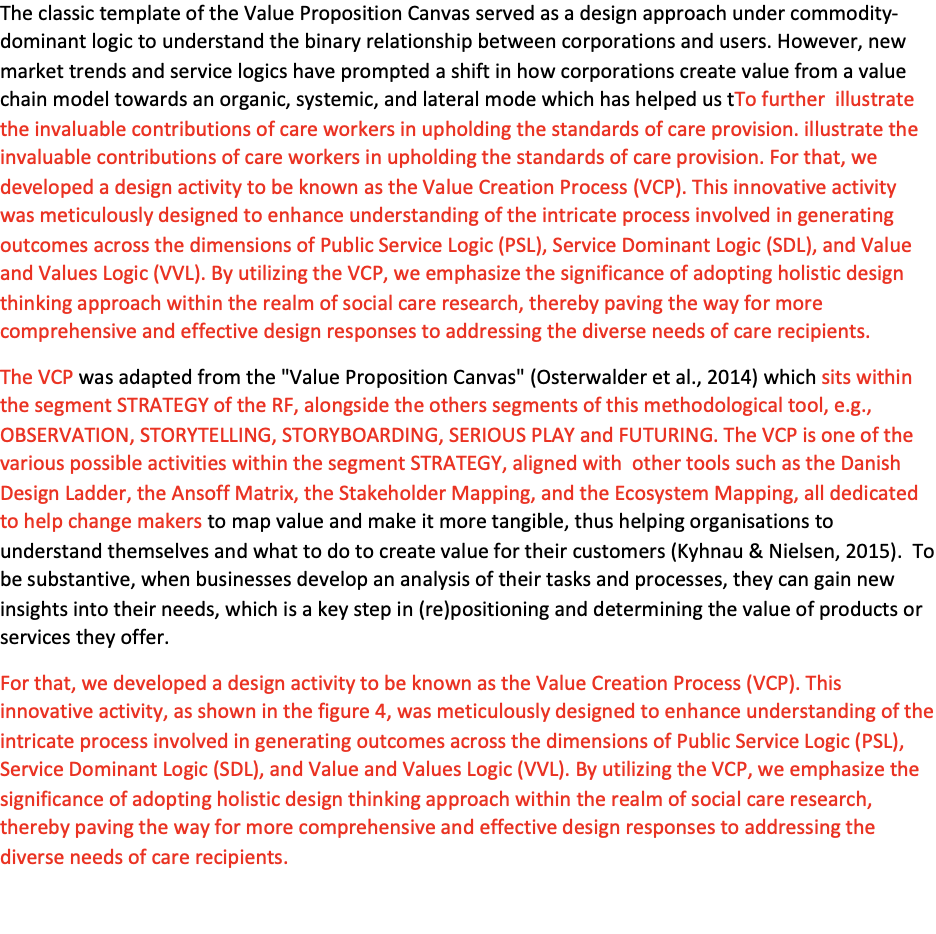 The classic template of the Value Proposition Canvas served as a design approach under commodity-
dominant logic to understand the binary relationship between corporations and users. However, new
market trends and service logics have prompted a shift in how corporations create value from a value
chain model towards an organic, systemic, and lateral mode which has helped us tTo further  illustrate
the invaluable contributions of care workers in upholding the standards of care provision. illustrate the
invaluable contributions of care workers in upholding the standards of care provision. For that, we
developed a design activity to be known as the Value Creation Process (VCP). This innovative activity
was meticulously designed to enhance understanding of the intricate process involved in generating
outcomes across the dimensions of Public Service Logic (PSL), Service Dominant Logic (SDL), and Value
and Values Logic (VVL). By utilizing the VCP, we emphasize the significance of adopting holistic design
thinking approach within the realm of social care research, thereby paving the way for more
comprehensive and effective design responses to addressing the diverse needs of care recipients.
The VCP was adapted from the "Value Proposition Canvas" (Osterwalder et al., 2014) which sits within
the segment STRATEGY of the RF, alongside the others segments of this methodological tool, e.g.,
OBSERVATION, STORYTELLING, STORYBOARDING, SERIOUS PLAY and FUTURING. The VCP is one of the
various possible activities within the segment STRATEGY, aligned with  other tools such as the Danish
Design Ladder, the Ansoff Matrix, the Stakeholder Mapping, and the Ecosystem Mapping, all dedicated
to help change makers to map value and make it more tangible, thus helping organisations to
understand themselves and what to do to create value for their customers (Kyhnau & Nielsen, 2015).  To
be substantive, when businesses develop an analysis of their tasks and processes, they can gain new
insights into their needs, which is a key step in (re)positioning and determining the value of products or
services they offer.
For that, we developed a design activity to be known as the Value Creation Process (VCP). This
innovative activity, as shown in the figure 4, was meticulously designed to enhance understanding of the
intricate process involved in generating outcomes across the dimensions of Public Service Logic (PSL),
Service Dominant Logic (SDL), and Value and Values Logic (VVL). By utilizing the VCP, we emphasize the
significance of adopting holistic design thinking approach within the realm of social care research,
thereby paving the way for more comprehensive and effective design responses to addressing the
diverse needs of care recipients.